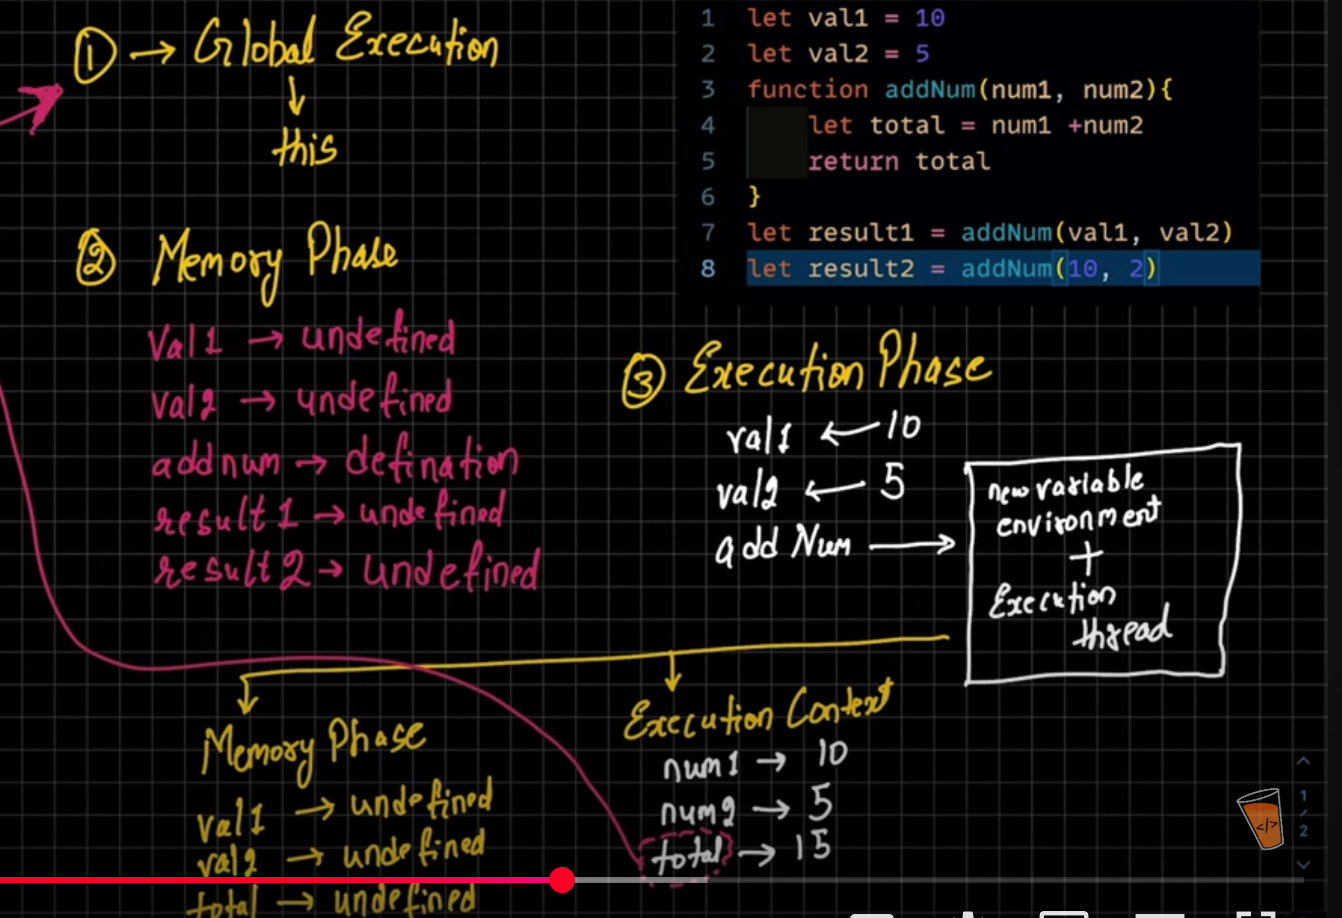 ① → Global Execution
↓
this
1 let val1 = 10
2 let val2 = 5
3 function addNum(num1, num2){
4 let total = num1 +num2
5 return total
6 }
7 let result1 = addNum(val1, val2)
8 let result2 = addNum(10, 2)
② Memory Phase
Val1 → undefined
val2 → undefined
addnum → defination
result1 → undefined
result2 → undefined
③ Execution Phase
val1 ← 10
val2 ← 5
addNum →
new variable
environment
+
Execution
thread
Memory Phase
val1 → undefined
val2 → undefined
total → undefined
Execution Context
num1 → 10
num2 → 5
total → 15
</>
1
/
2